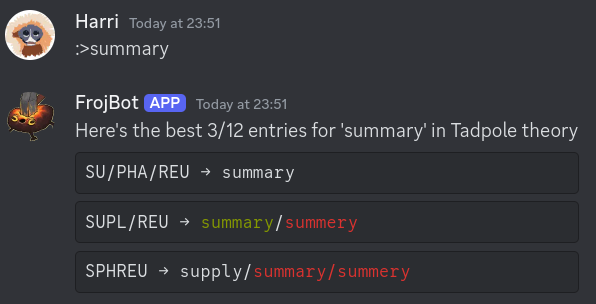 Harri Today at 23:51
:>summary
FrojBot APP Today at 23:51
Here's the best 3/12 entries for 'summary' in Tadpole theory
SU/PHA/REU → summary
SUPL/REU → summary/summery
SPHREU → supply/summary/summery